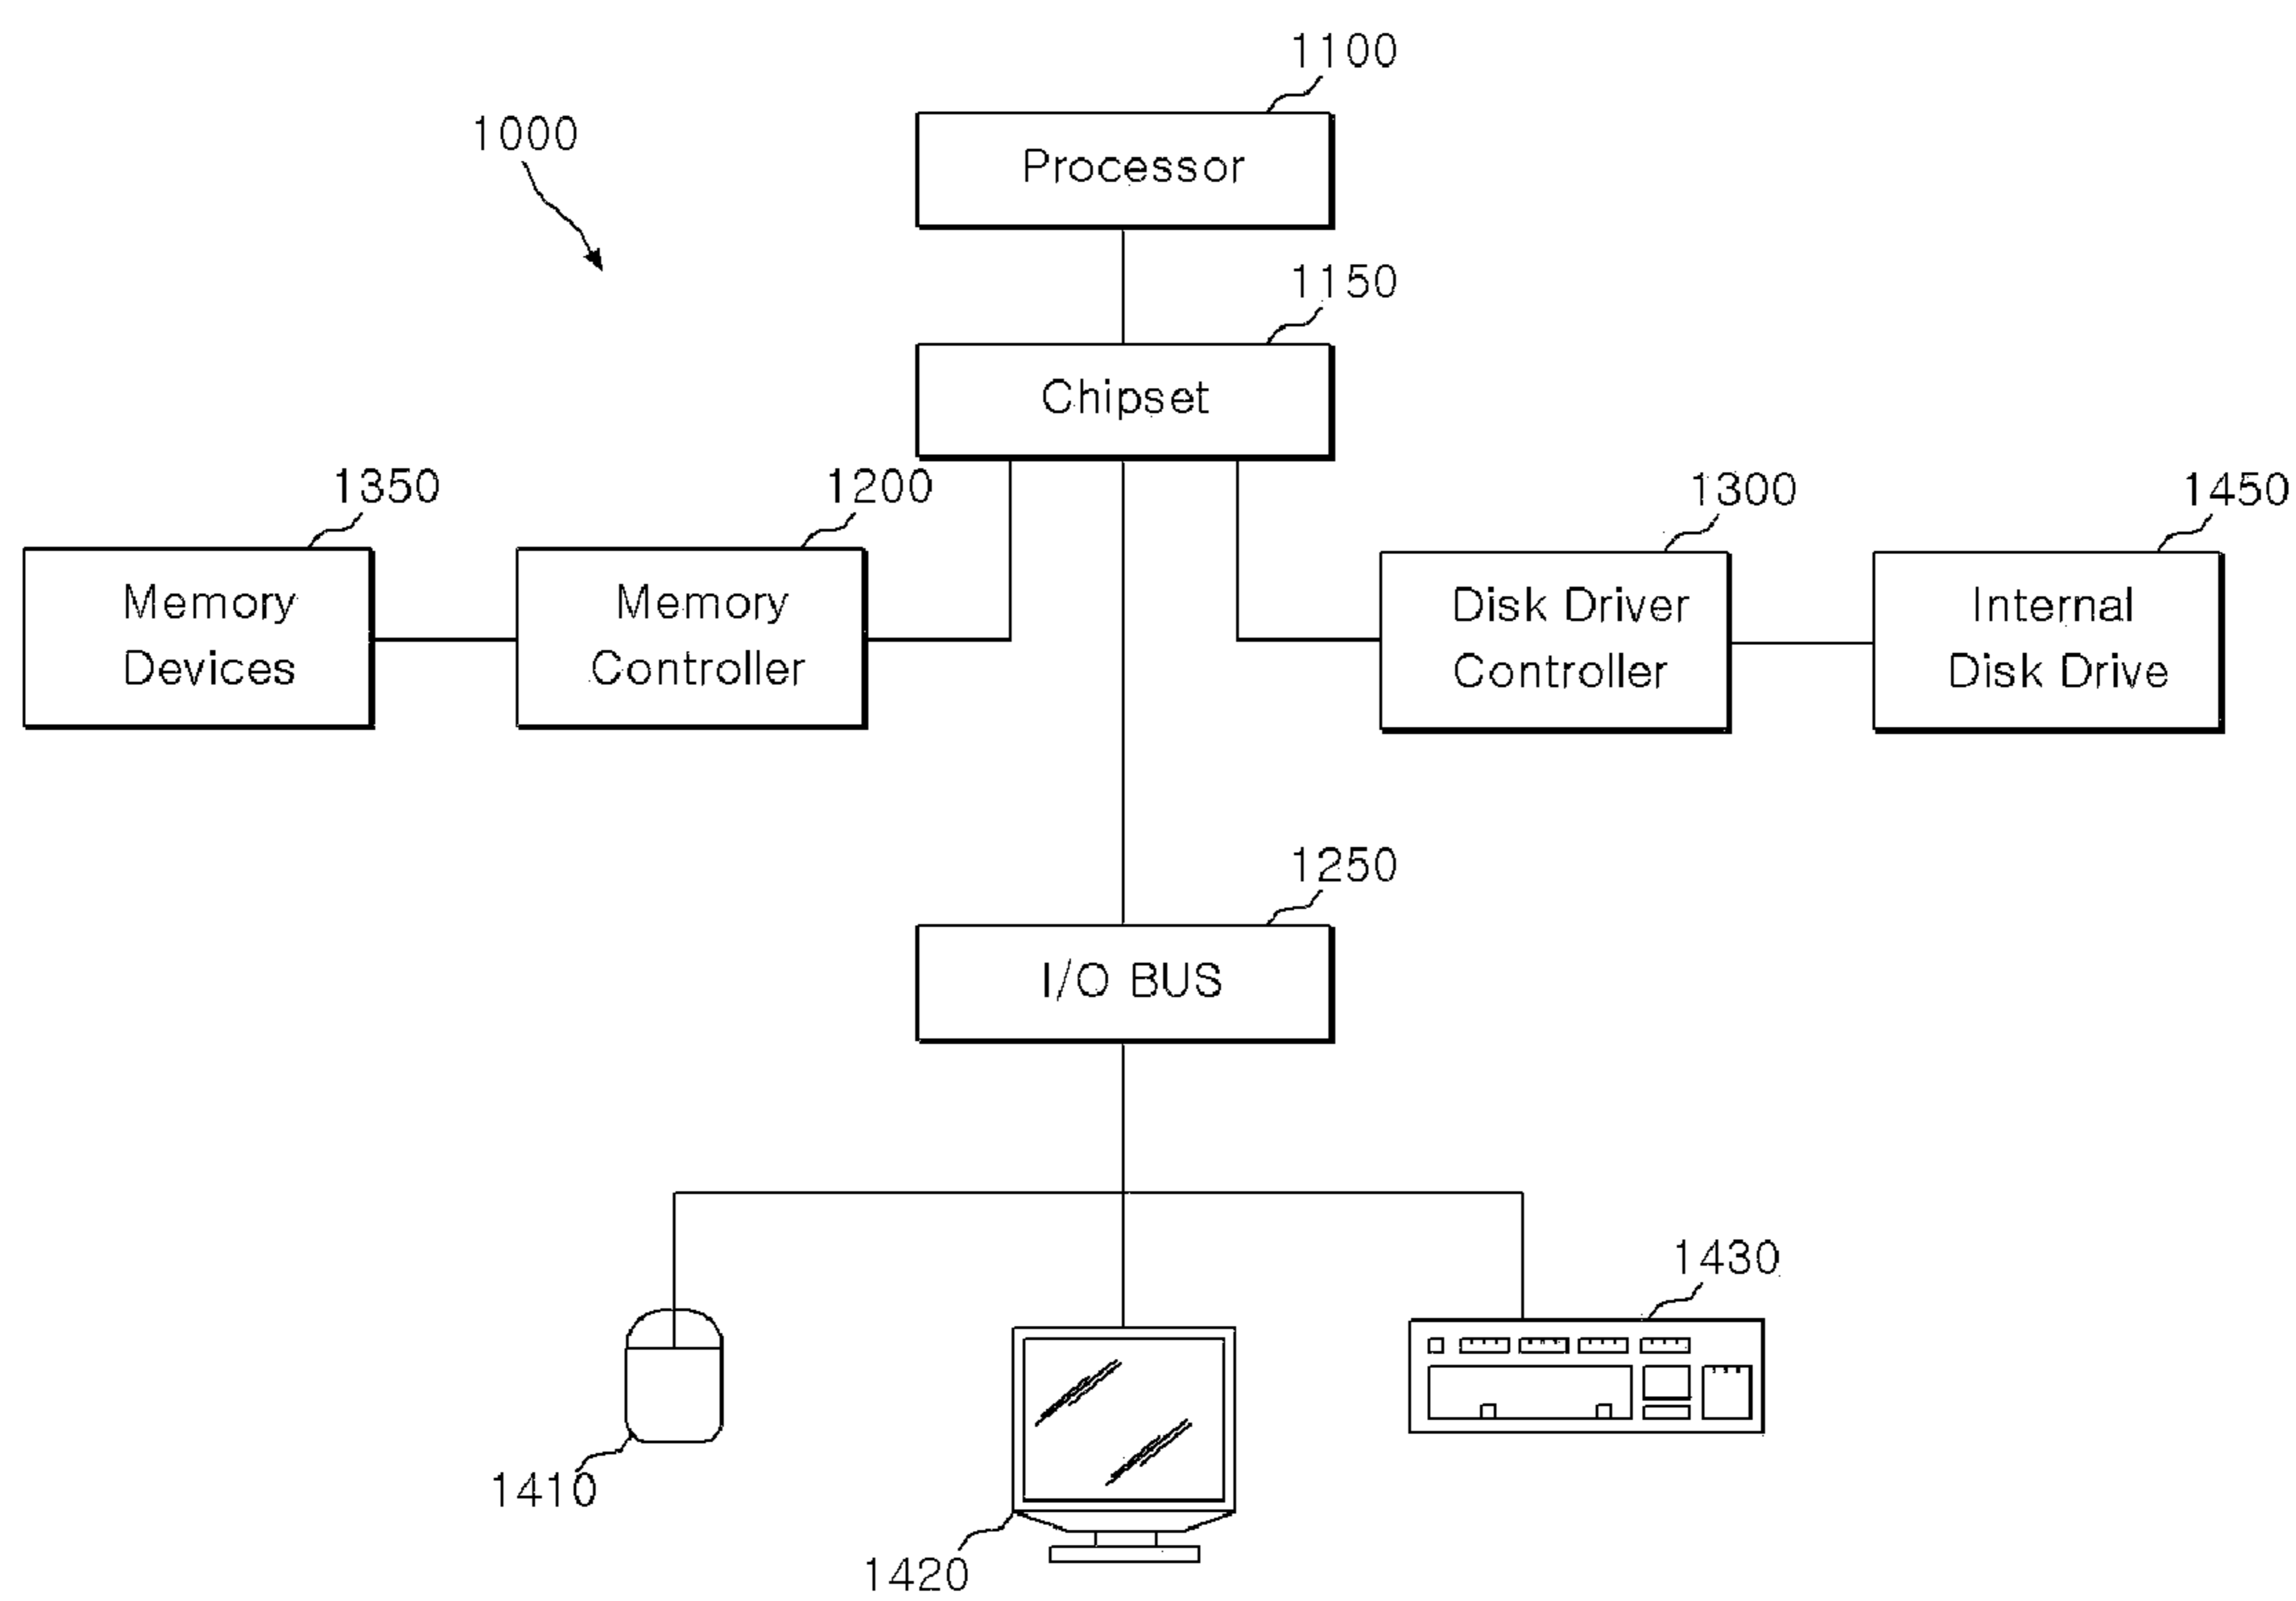 1100
1000
Processor
1150
Chipset
1350
1200
1300
1450
Memory
Devices
Memory
Controller
Disk Driver
Controller
Internal
Disk Drive
1250
I/O BUS
1430
1410
1420